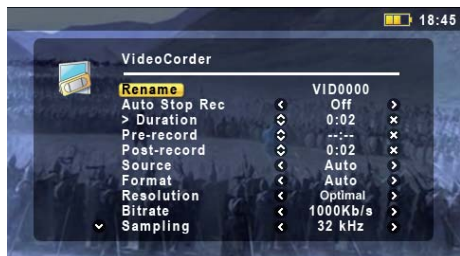 18:45
VideoCorder
Rename VID0000
Auto Stop Rec Off
> Duration 0:02
Pre-record --:--
Post-record 0:02
Source Auto
Format Auto
Resolution Optimal
Bitrate 1000Kb/s
Sampling 32 kHz